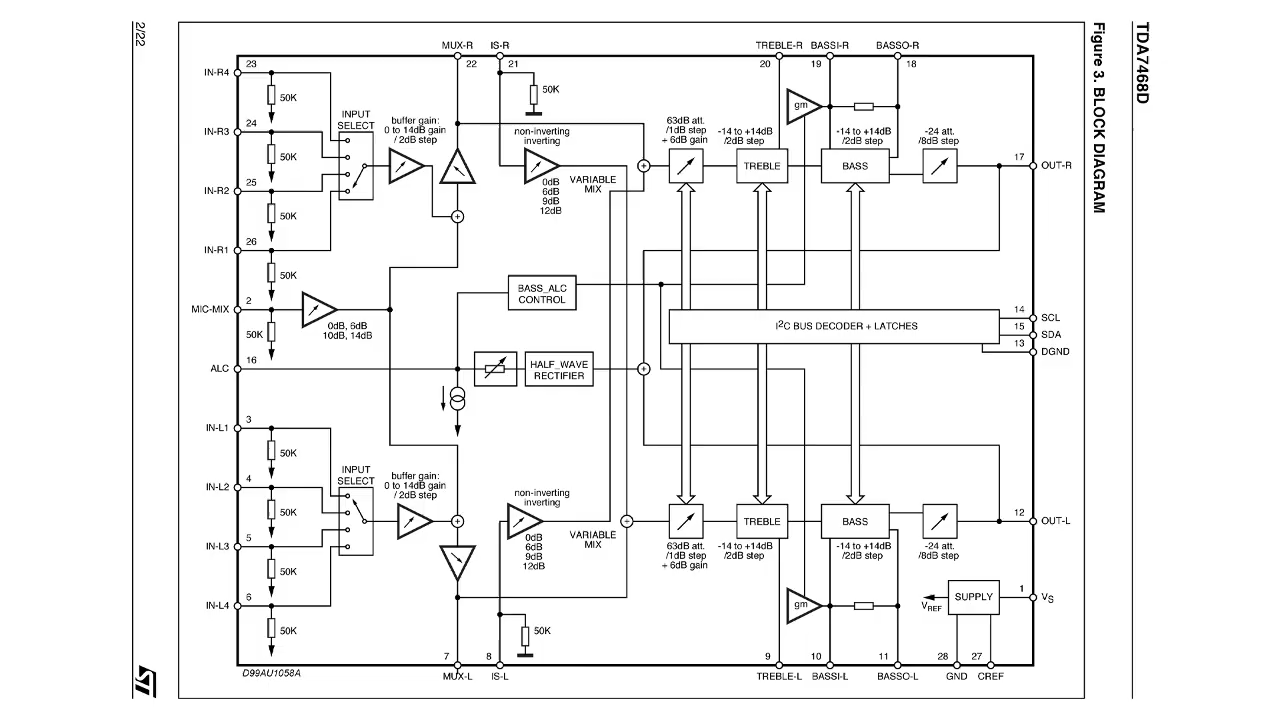 TDA7468D
Figure 3. BLOCK DIAGRAM
2/22
MUX-R
IS-R
TREBLE-R
BASSI-R
BASSO-R
22
21
20
19
18
IN-R4
23
50K
IN-R3
24
50K
IN-R2
25
50K
IN-R1
26
50K
MIC-MIX
2
50K
ALC
16
IN-L1
3
50K
IN-L2
4
50K
IN-L3
5
50K
IN-L4
6
50K
INPUT
SELECT
buffer gain:
0 to 14dB gain
/ 2dB step
+
50K
non-inverting
inverting
0dB
6dB
9dB
12dB
VARIABLE
MIX
+
63dB att.
/1dB step
+ 6dB gain
-14 to +14dB
/2dB step
TREBLE
gm
-14 to +14dB
/2dB step
BASS
-24 att.
/8dB step
17
OUT-R
0dB, 6dB
10dB, 14dB
BASS_ALC
CONTROL
HALF_WAVE
RECTIFIER
+
I2C BUS DECODER + LATCHES
14
SCL
15
SDA
13
DGND
INPUT
SELECT
buffer gain:
0 to 14dB gain
/ 2dB step
+
non-inverting
inverting
0dB
6dB
9dB
12dB
VARIABLE
MIX
+
63dB att.
/1dB step
+ 6dB gain
TREBLE
-14 to +14dB
/2dB step
BASS
-14 to +14dB
/2dB step
-24 att.
/8dB step
12
OUT-L
gm
50K
SUPPLY
VREF
1
VS
7
8
9
10
11
28
27
MUX-L
IS-L
TREBLE-L
BASSI-L
BASSO-L
GND
CREF
D99AU1058A
ST